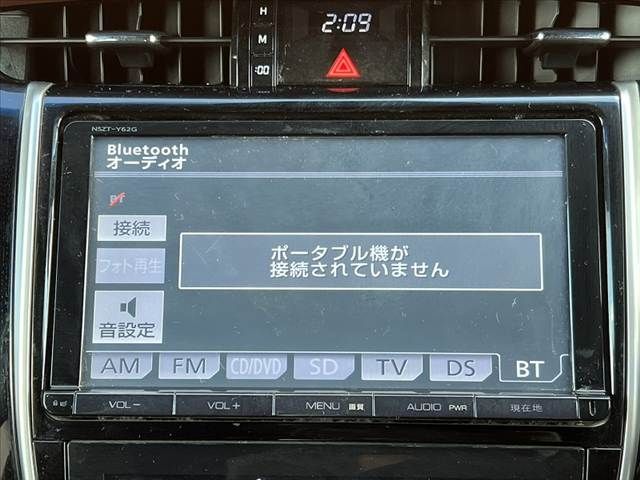 H
M
:00
2:09
NSZT-Y62G
Bluetooth
オーディオ
接続
フォト再生
ポータブル機が
接続されていません
音設定
AM FM CD/DVD SD TV DS BT
VOL− VOL+ MENU 画質 AUDIO PWR 現在地